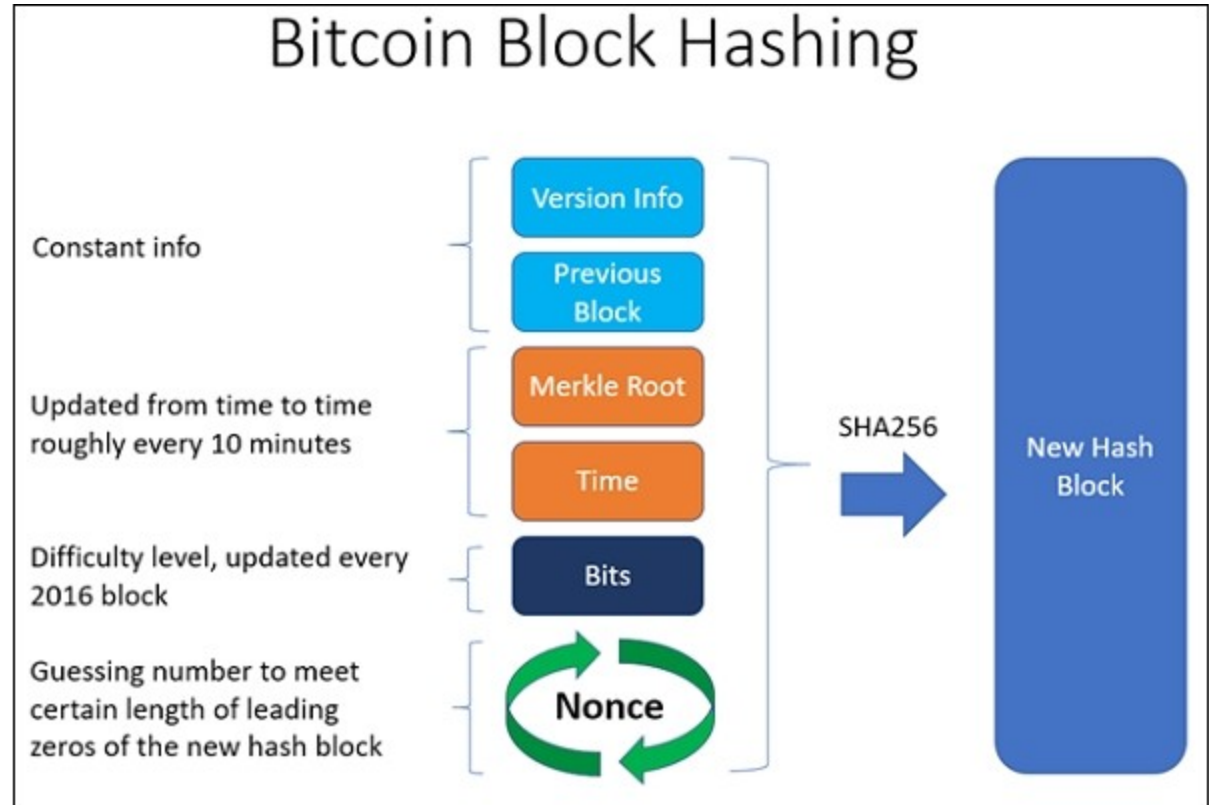 Bitcoin Block Hashing
Constant info
Version Info
Previous
Block
Updated from time to time
roughly every 10 minutes
Merkle Root
Time
Difficulty level, updated every
2016 block
Bits
Guessing number to meet
certain length of leading
zeros of the new hash block
Nonce
SHA256
New Hash
Block